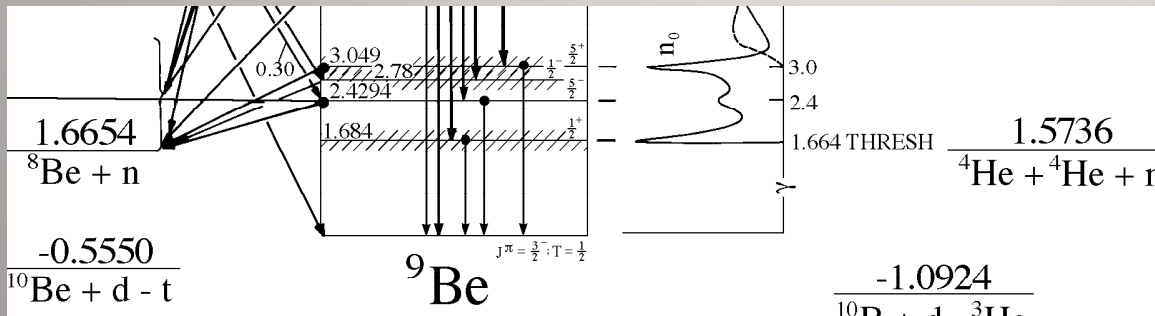 0.30
3.049
5/2+
1/2-
2.78
5/2-
2.4294
1.684
1/2+
n₀
3.0
2.4
1.664 THRESH
γ
1.6654
⁸Be + n
1.5736
⁴He + ⁴He + n
Jπ = 3/2- ; T = 1/2
⁹Be
-0.5550
¹⁰Be + d - t
-1.0924